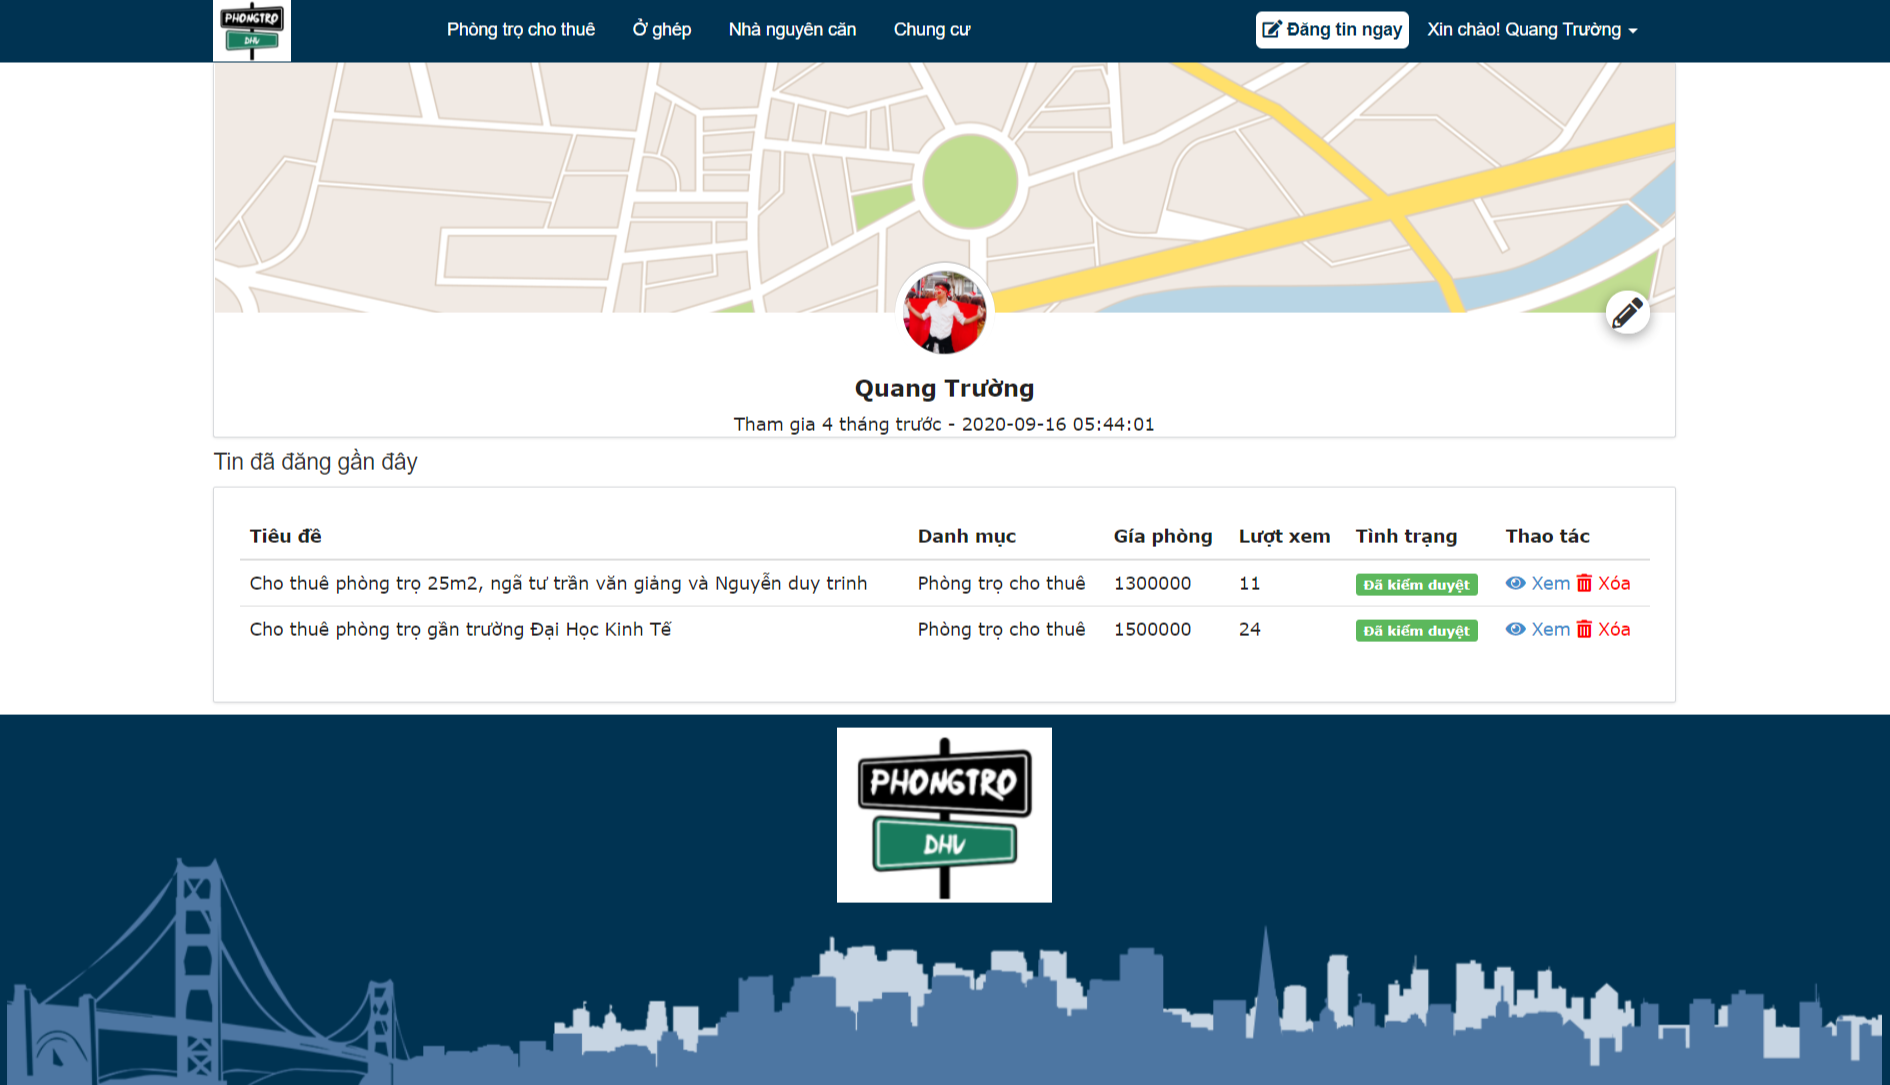 PHONGTRO
DHV
Phòng trọ cho thuê Ở ghép Nhà nguyên căn Chung cư
Đăng tin ngay
Xin chào! Quang Trường
Quang Trường
Tham gia 4 tháng trước - 2020-09-16 05:44:01
Tin đã đăng gần đây
Tiêu đề Danh mục Gía phòng Lượt xem Tình trạng Thao tác
Cho thuê phòng trọ 25m2, ngã tư trần văn giảng và Nguyễn duy trinh Phòng trọ cho thuê 1300000 11 Đã kiểm duyệt Xem Xóa
Cho thuê phòng trọ gần trường Đại Học Kinh Tế Phòng trọ cho thuê 1500000 24 Đã kiểm duyệt Xem Xóa
PHONGTRO
DHV